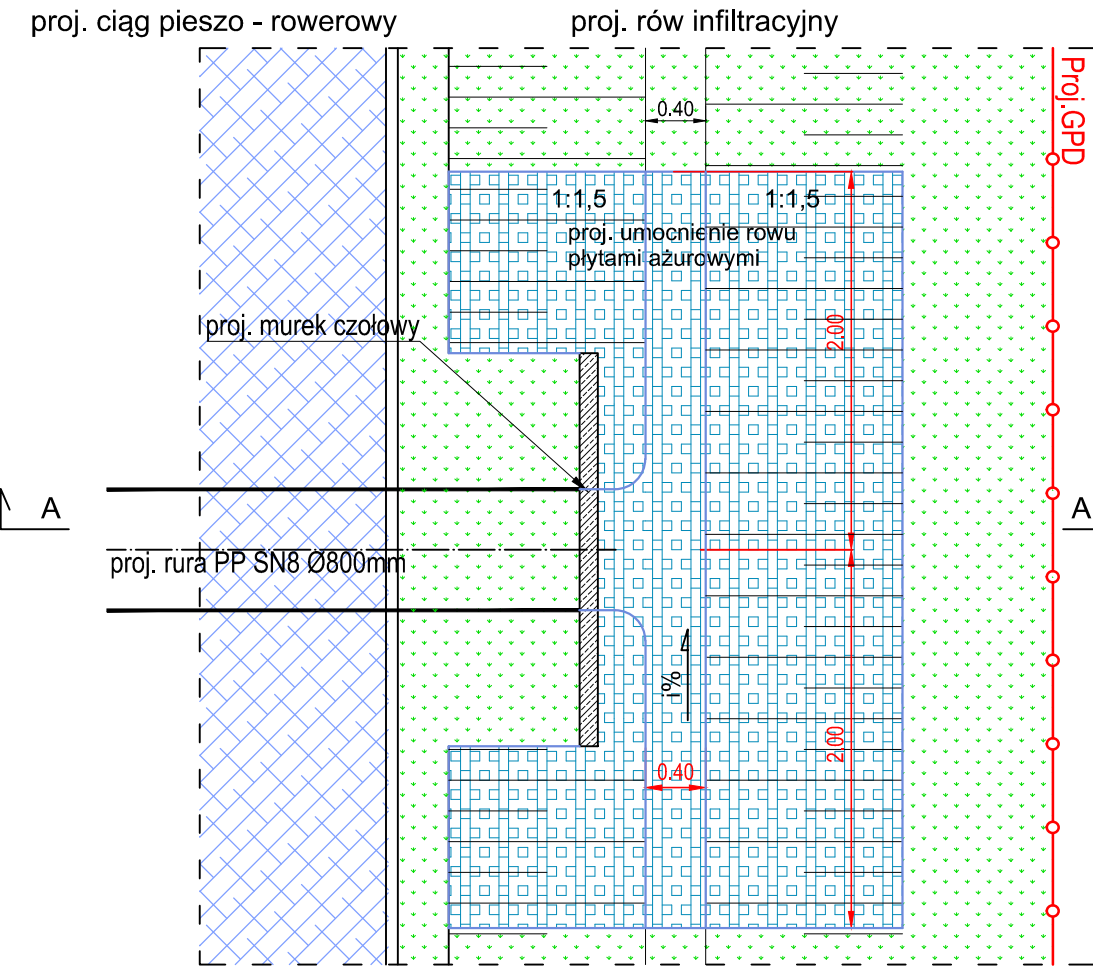 proj. ciąg pieszo - rowerowy
proj. rów infiltracyjny
Proj.GPD
0.40
1:1,5
1:1,5
proj. umocnienie rowu
płytami ażurowymi
proj. murek czołowy
2.00
A
A
proj. rura PP SN8 Ø800mm
i%
2.00
0.40